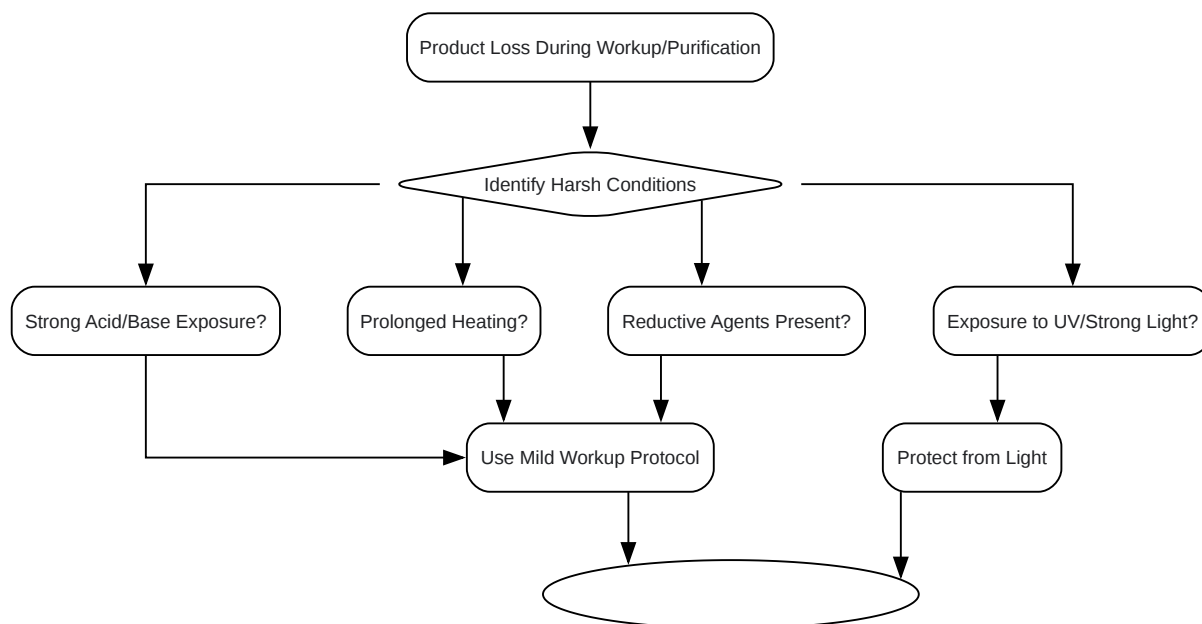 Product Loss During Workup/Purification
Identify Harsh Conditions
Strong Acid/Base Exposure?
Prolonged Heating?
Reductive Agents Present?
Exposure to UV/Strong Light?
Use Mild Workup Protocol
Protect from Light